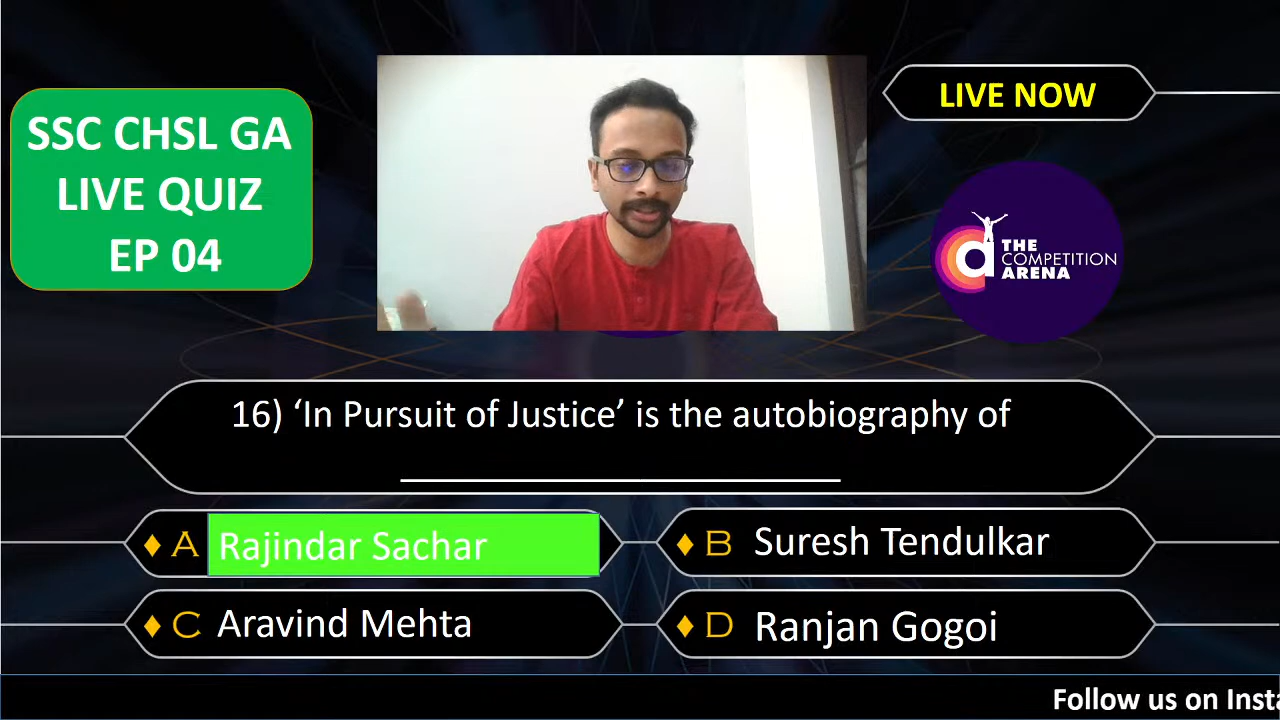 SSC CHSL GA
LIVE QUIZ
EP 04
LIVE NOW
d THE
COMPETITION
ARENA
16) ‘In Pursuit of Justice’ is the autobiography of
____________________
A Rajindar Sachar
B Suresh Tendulkar
C Aravind Mehta
D Ranjan Gogoi
Follow us on Insta